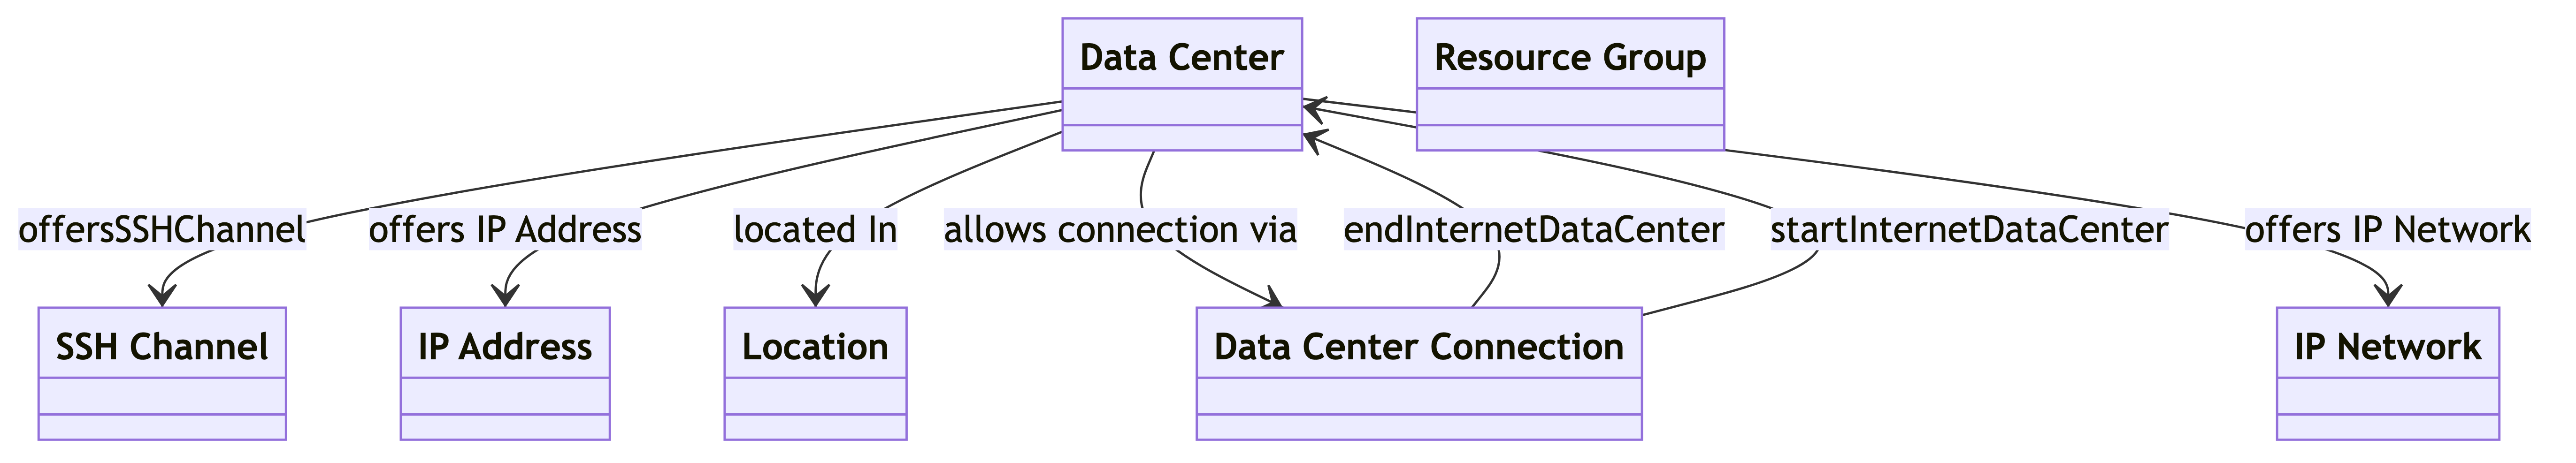 Data Center
Resource Group
offersSSHChannel
offers IP Address
located In
allows connection via
endInternetDataCenter
startInternetDataCenter
offers IP Network
SSH Channel
IP Address
Location
Data Center Connection
IP Network